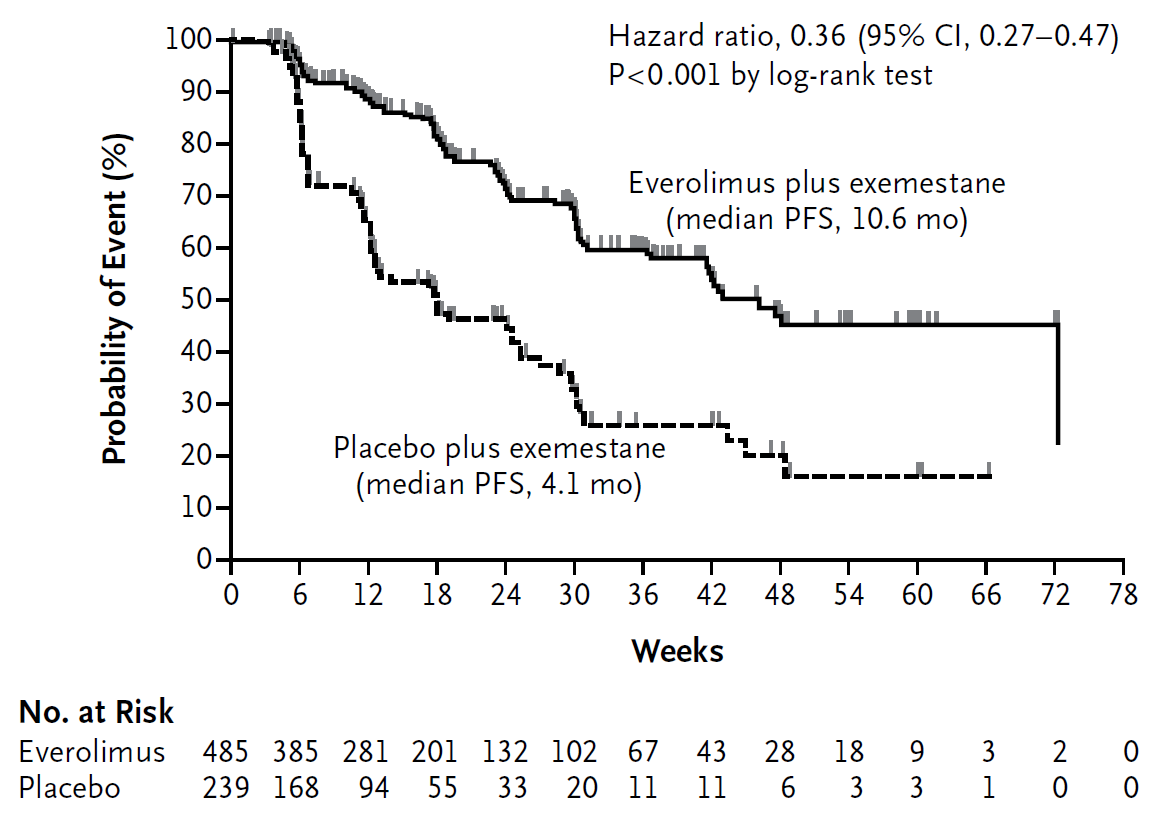 Hazard ratio, 0.36 (95% CI, 0.27–0.47)
P<0.001 by log-rank test
Probability of Event (%)
100
90
80
70
60
50
40
30
20
10
0
Everolimus plus exemestane
(median PFS, 10.6 mo)
Placebo plus exemestane
(median PFS, 4.1 mo)
0 6 12 18 24 30 36 42 48 54 60 66 72 78
Weeks
No. at Risk
Everolimus 485 385 281 201 132 102 67 43 28 18 9 3 2 0
Placebo 239 168 94 55 33 20 11 11 6 3 3 1 0 0